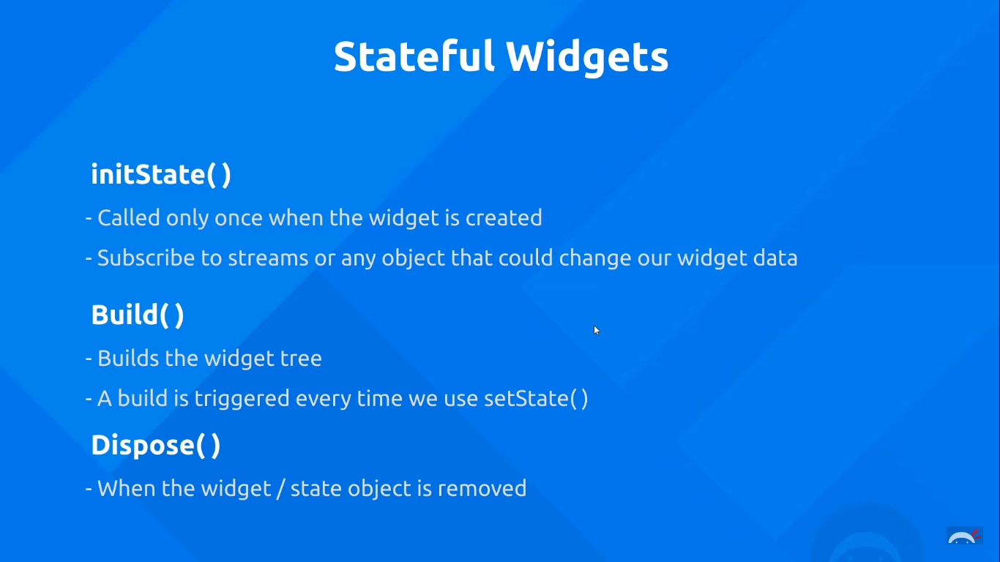 Stateful Widgets
initState( )
- Called only once when the widget is created
- Subscribe to streams or any object that could change our widget data
Build( )
- Builds the widget tree
- A build is triggered every time we use setState( )
Dispose( )
- When the widget / state object is removed